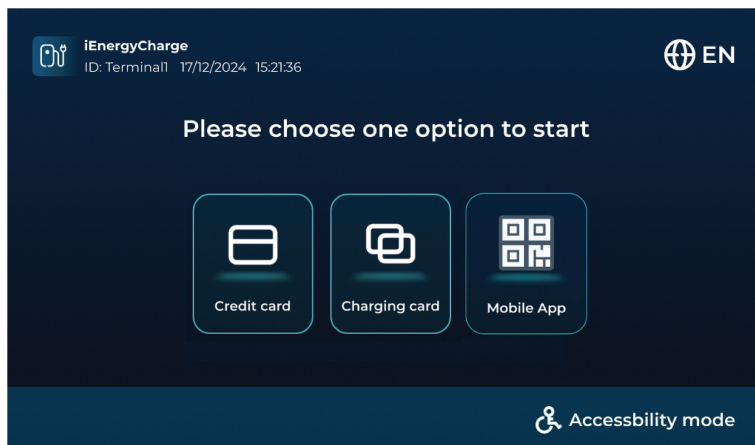 iEnergyCharge
EN
ID: Terminal1 17/12/2024 15:21:36
Please choose one option to start
Credit card
Charging card
Mobile App
Accessbility mode